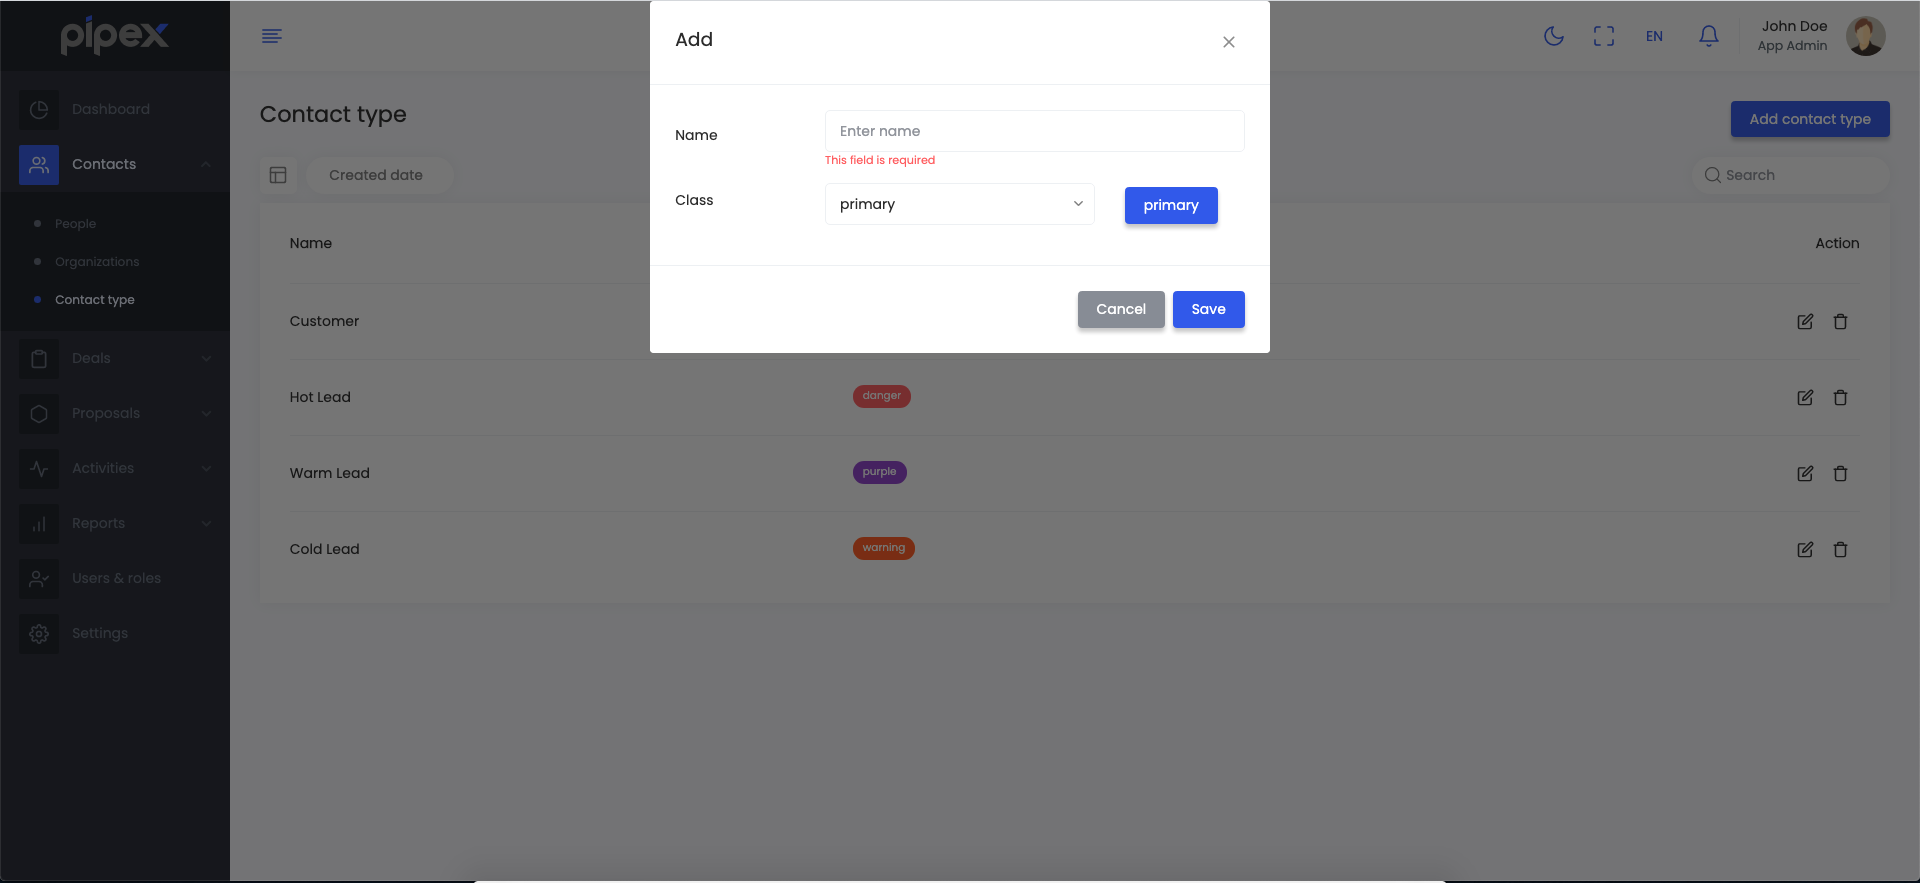 pipex
EN
John Doe
App Admin
Dashboard
Contacts
People
Organizations
Contact type
Deals
Proposals
Activities
Reports
Users & roles
Settings
Contact type
Add contact type
Created date
Search
Name
Action
Customer
Hot Lead
danger
Warm Lead
purple
Cold Lead
warning
Add
Name
Enter name
This field is required
Class
primary
primary
Cancel
Save